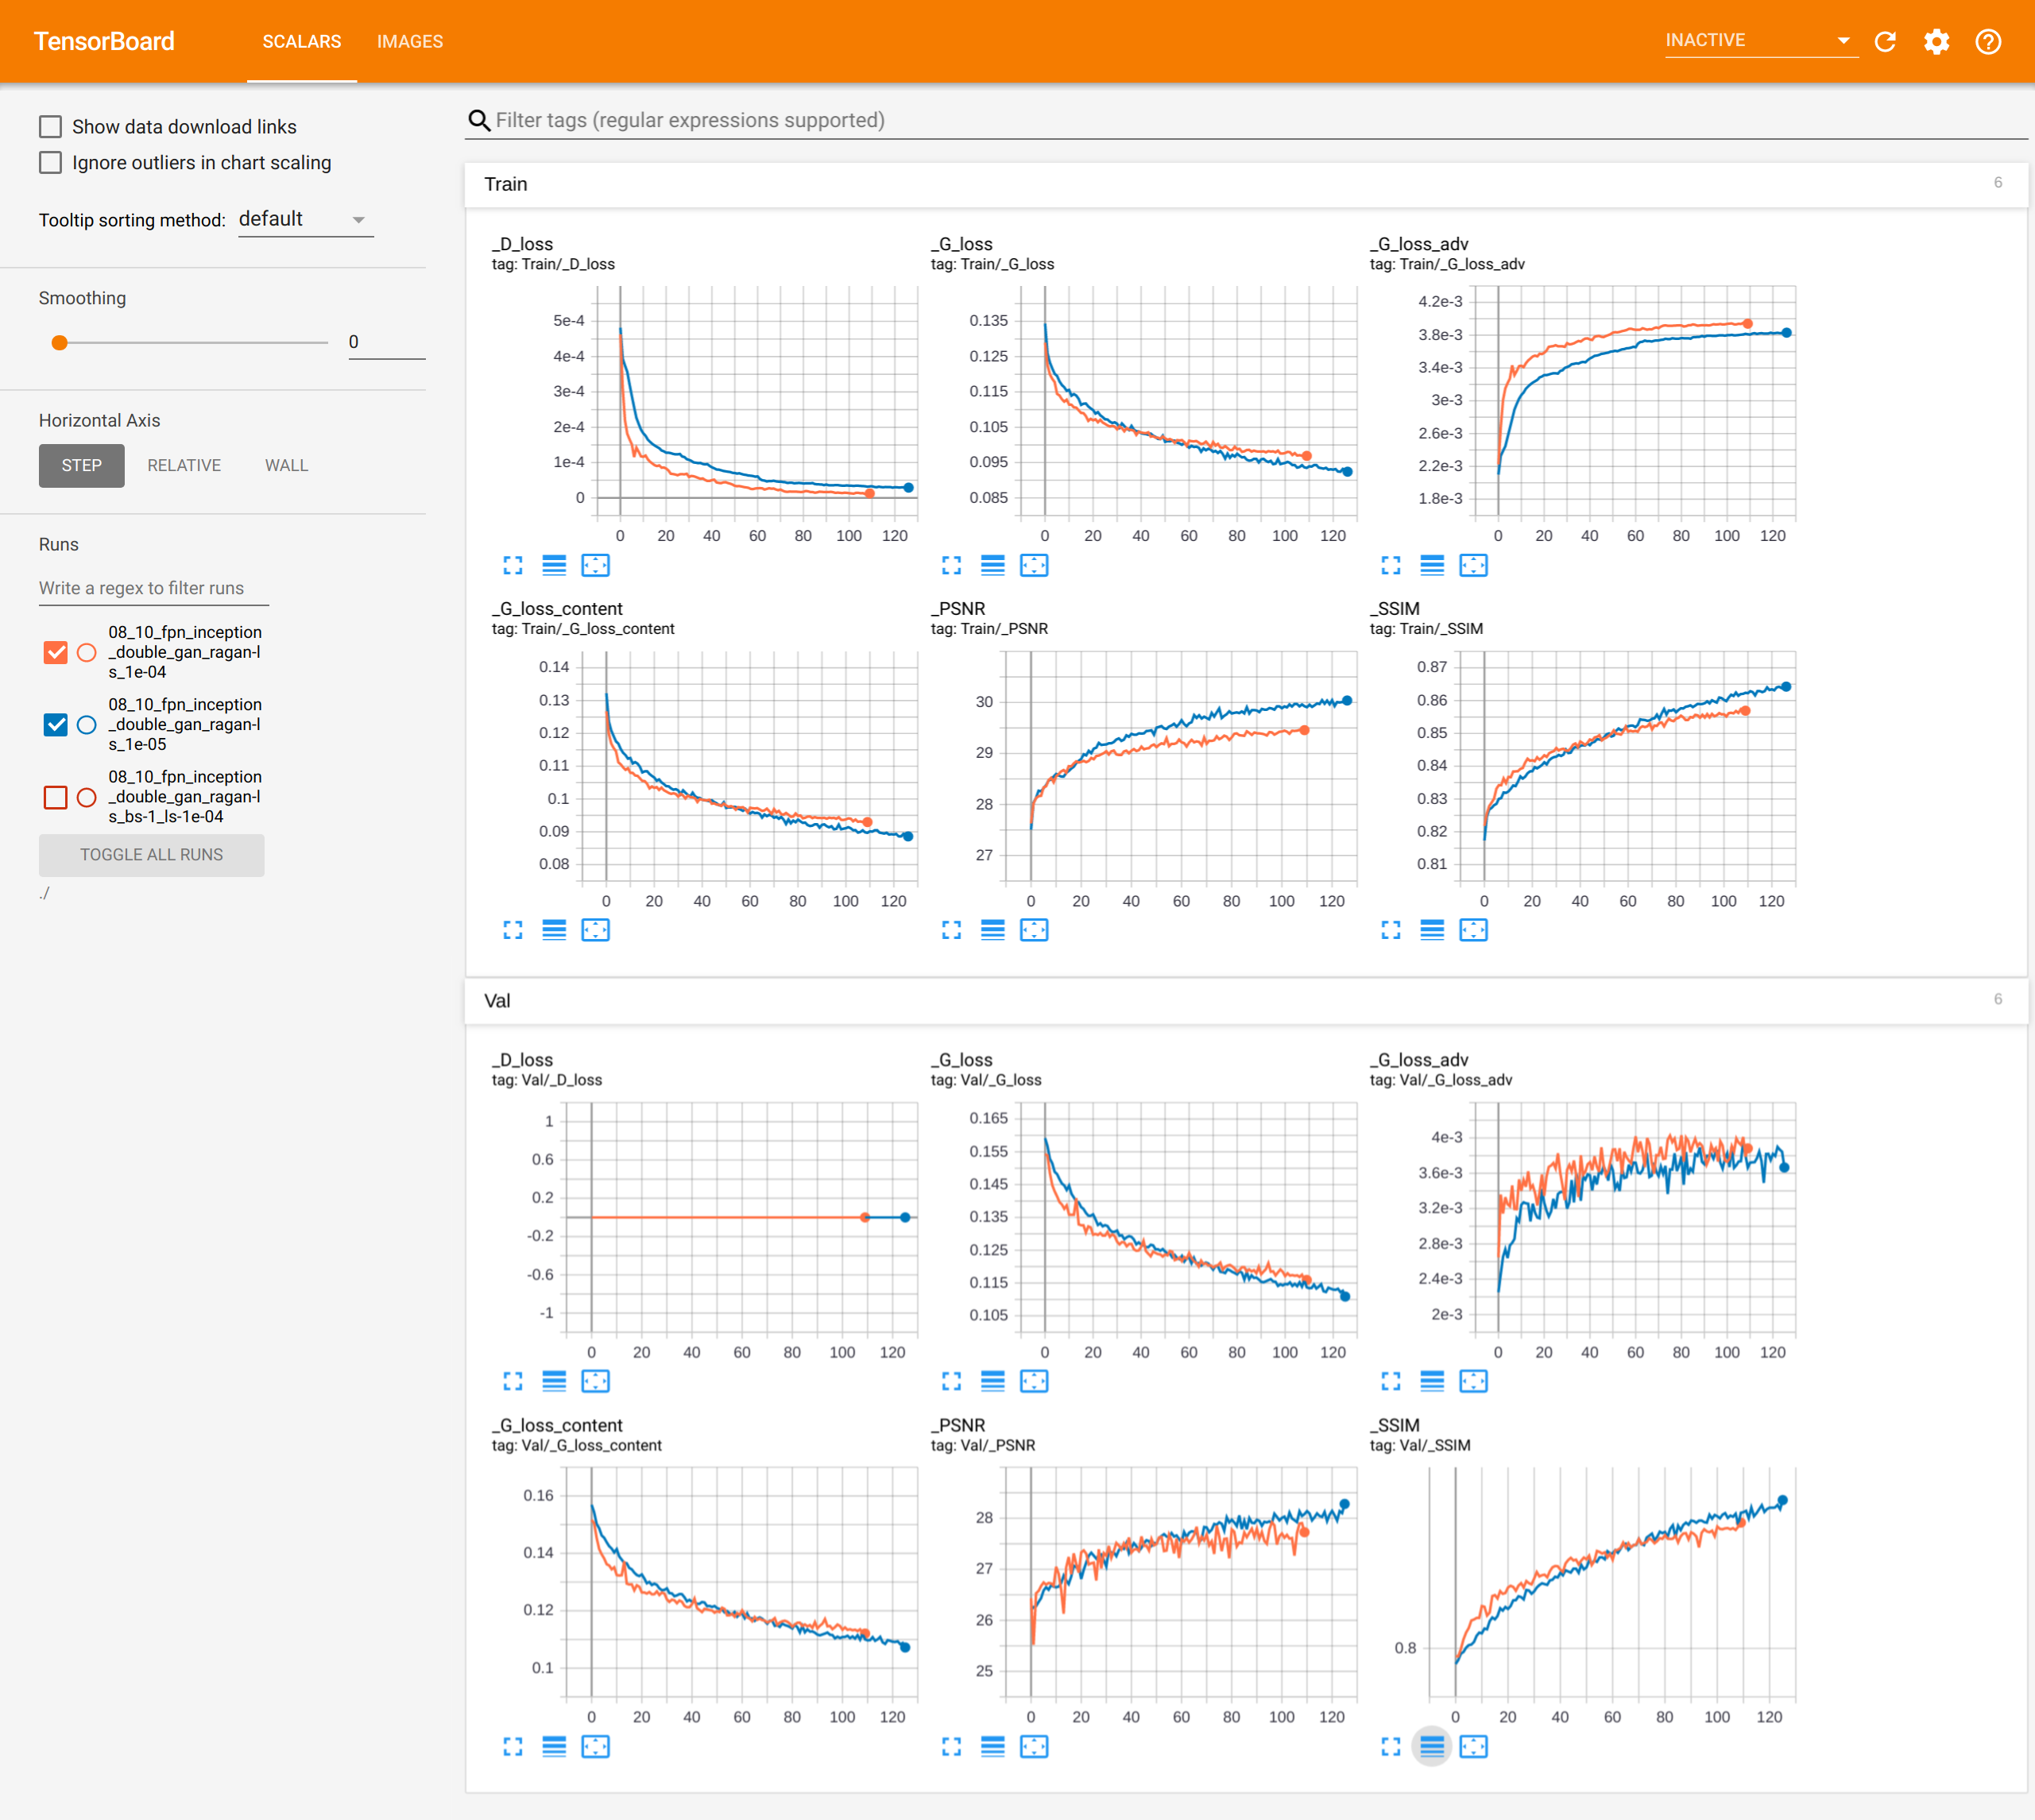 TensorBoard
SCALARS
IMAGES
INACTIVE
Show data download links
Ignore outliers in chart scaling
Tooltip sorting method: default
Smoothing
0
Horizontal Axis
STEP
RELATIVE
WALL
Runs
Write a regex to filter runs
08_10_fpn_inception
_double_gan_ragan-l
s_1e-04
08_10_fpn_inception
_double_gan_ragan-l
s_1e-05
08_10_fpn_inception
_double_gan_ragan-l
s_bs-1_ls-1e-04
TOGGLE ALL RUNS
./
Filter tags (regular expressions supported)
Train
6
_D_loss
tag: Train/_D_loss
5e-4
4e-4
3e-4
2e-4
1e-4
0
0 20 40 60 80 100 120
_G_loss
tag: Train/_G_loss
0.135
0.125
0.115
0.105
0.095
0.085
0 20 40 60 80 100 120
_G_loss_adv
tag: Train/_G_loss_adv
4.2e-3
3.8e-3
3.4e-3
3e-3
2.6e-3
2.2e-3
1.8e-3
0 20 40 60 80 100 120
_G_loss_content
tag: Train/_G_loss_content
0.14
0.13
0.12
0.11
0.1
0.09
0.08
0 20 40 60 80 100 120
_PSNR
tag: Train/_PSNR
30
29
28
27
0 20 40 60 80 100 120
_SSIM
tag: Train/_SSIM
0.87
0.86
0.85
0.84
0.83
0.82
0.81
0 20 40 60 80 100 120
Val
6
_D_loss
tag: Val/_D_loss
1
0.6
0.2
-0.2
-0.6
-1
0 20 40 60 80 100 120
_G_loss
tag: Val/_G_loss
0.165
0.155
0.145
0.135
0.125
0.115
0.105
0 20 40 60 80 100 120
_G_loss_adv
tag: Val/_G_loss_adv
4e-3
3.6e-3
3.2e-3
2.8e-3
2.4e-3
2e-3
0 20 40 60 80 100 120
_G_loss_content
tag: Val/_G_loss_content
0.16
0.14
0.12
0.1
0 20 40 60 80 100 120
_PSNR
tag: Val/_PSNR
28
27
26
25
0 20 40 60 80 100 120
_SSIM
tag: Val/_SSIM
0.8
0 20 40 60 80 100 120